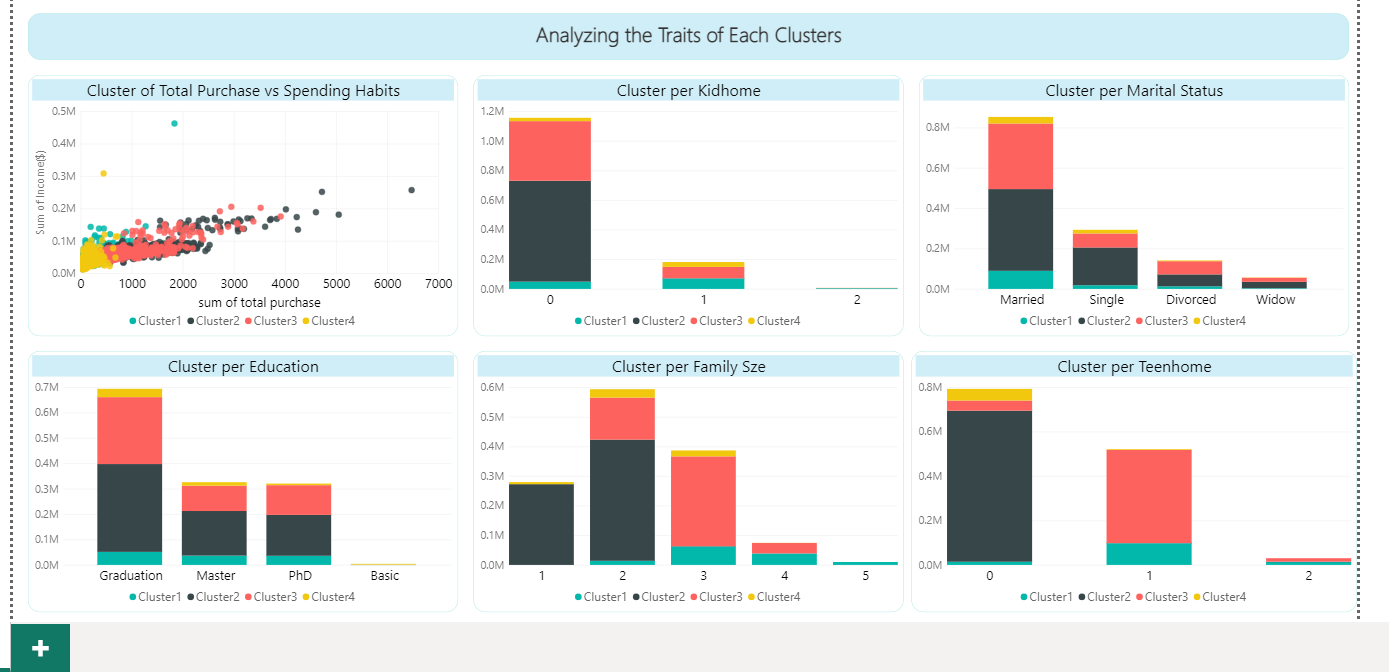 Analyzing the Traits of Each Clusters
Cluster of Total Purchase vs Spending Habits
0.5M
0.4M
0.3M
0.2M
0.1M
0.0M
Sum of Income($)
0 1000 2000 3000 4000 5000 6000 7000
sum of total purchase
Cluster1 Cluster2 Cluster3 Cluster4
Cluster per Kidhome
1.2M
1.0M
0.8M
0.6M
0.4M
0.2M
0.0M
0 1 2
Cluster1 Cluster2 Cluster3 Cluster4
Cluster per Marital Status
0.8M
0.6M
0.4M
0.2M
0.0M
Married Single Divorced Widow
Cluster1 Cluster2 Cluster3 Cluster4
Cluster per Education
0.7M
0.6M
0.5M
0.4M
0.3M
0.2M
0.1M
0.0M
Graduation Master PhD Basic
Cluster1 Cluster2 Cluster3 Cluster4
Cluster per Family Sze
0.6M
0.5M
0.4M
0.3M
0.2M
0.1M
0.0M
1 2 3 4 5
Cluster1 Cluster2 Cluster3 Cluster4
Cluster per Teenhome
0.8M
0.6M
0.4M
0.2M
0.0M
0 1 2
Cluster1 Cluster2 Cluster3 Cluster4